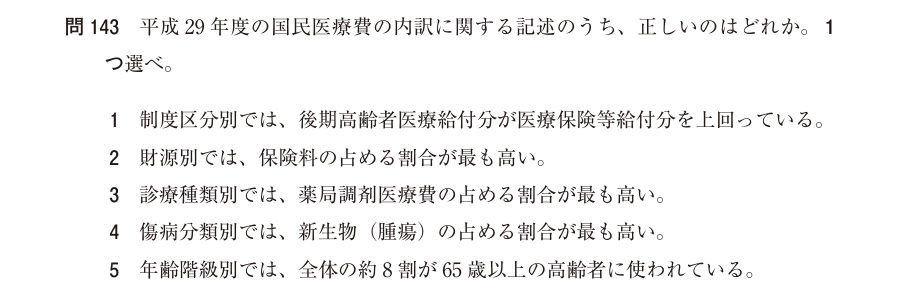 問 143 平成 29 年度の国民医療費の内訳に関する記述のうち、正しいのはどれか。 1
つ選べ。
1 制度区分別では、後期高齢者医療給付分が医療保険等給付分を上回っている。
2 財源別では、保険料の占める割合が最も高い。
3 診療種類別では、薬局調剤医療費の占める割合が最も高い。
4 傷病分類別では、新生物（腫瘍）の占める割合が最も高い。
5 年齢階級別では、全体の約 8 割が 65 歳以上の高齢者に使われている。